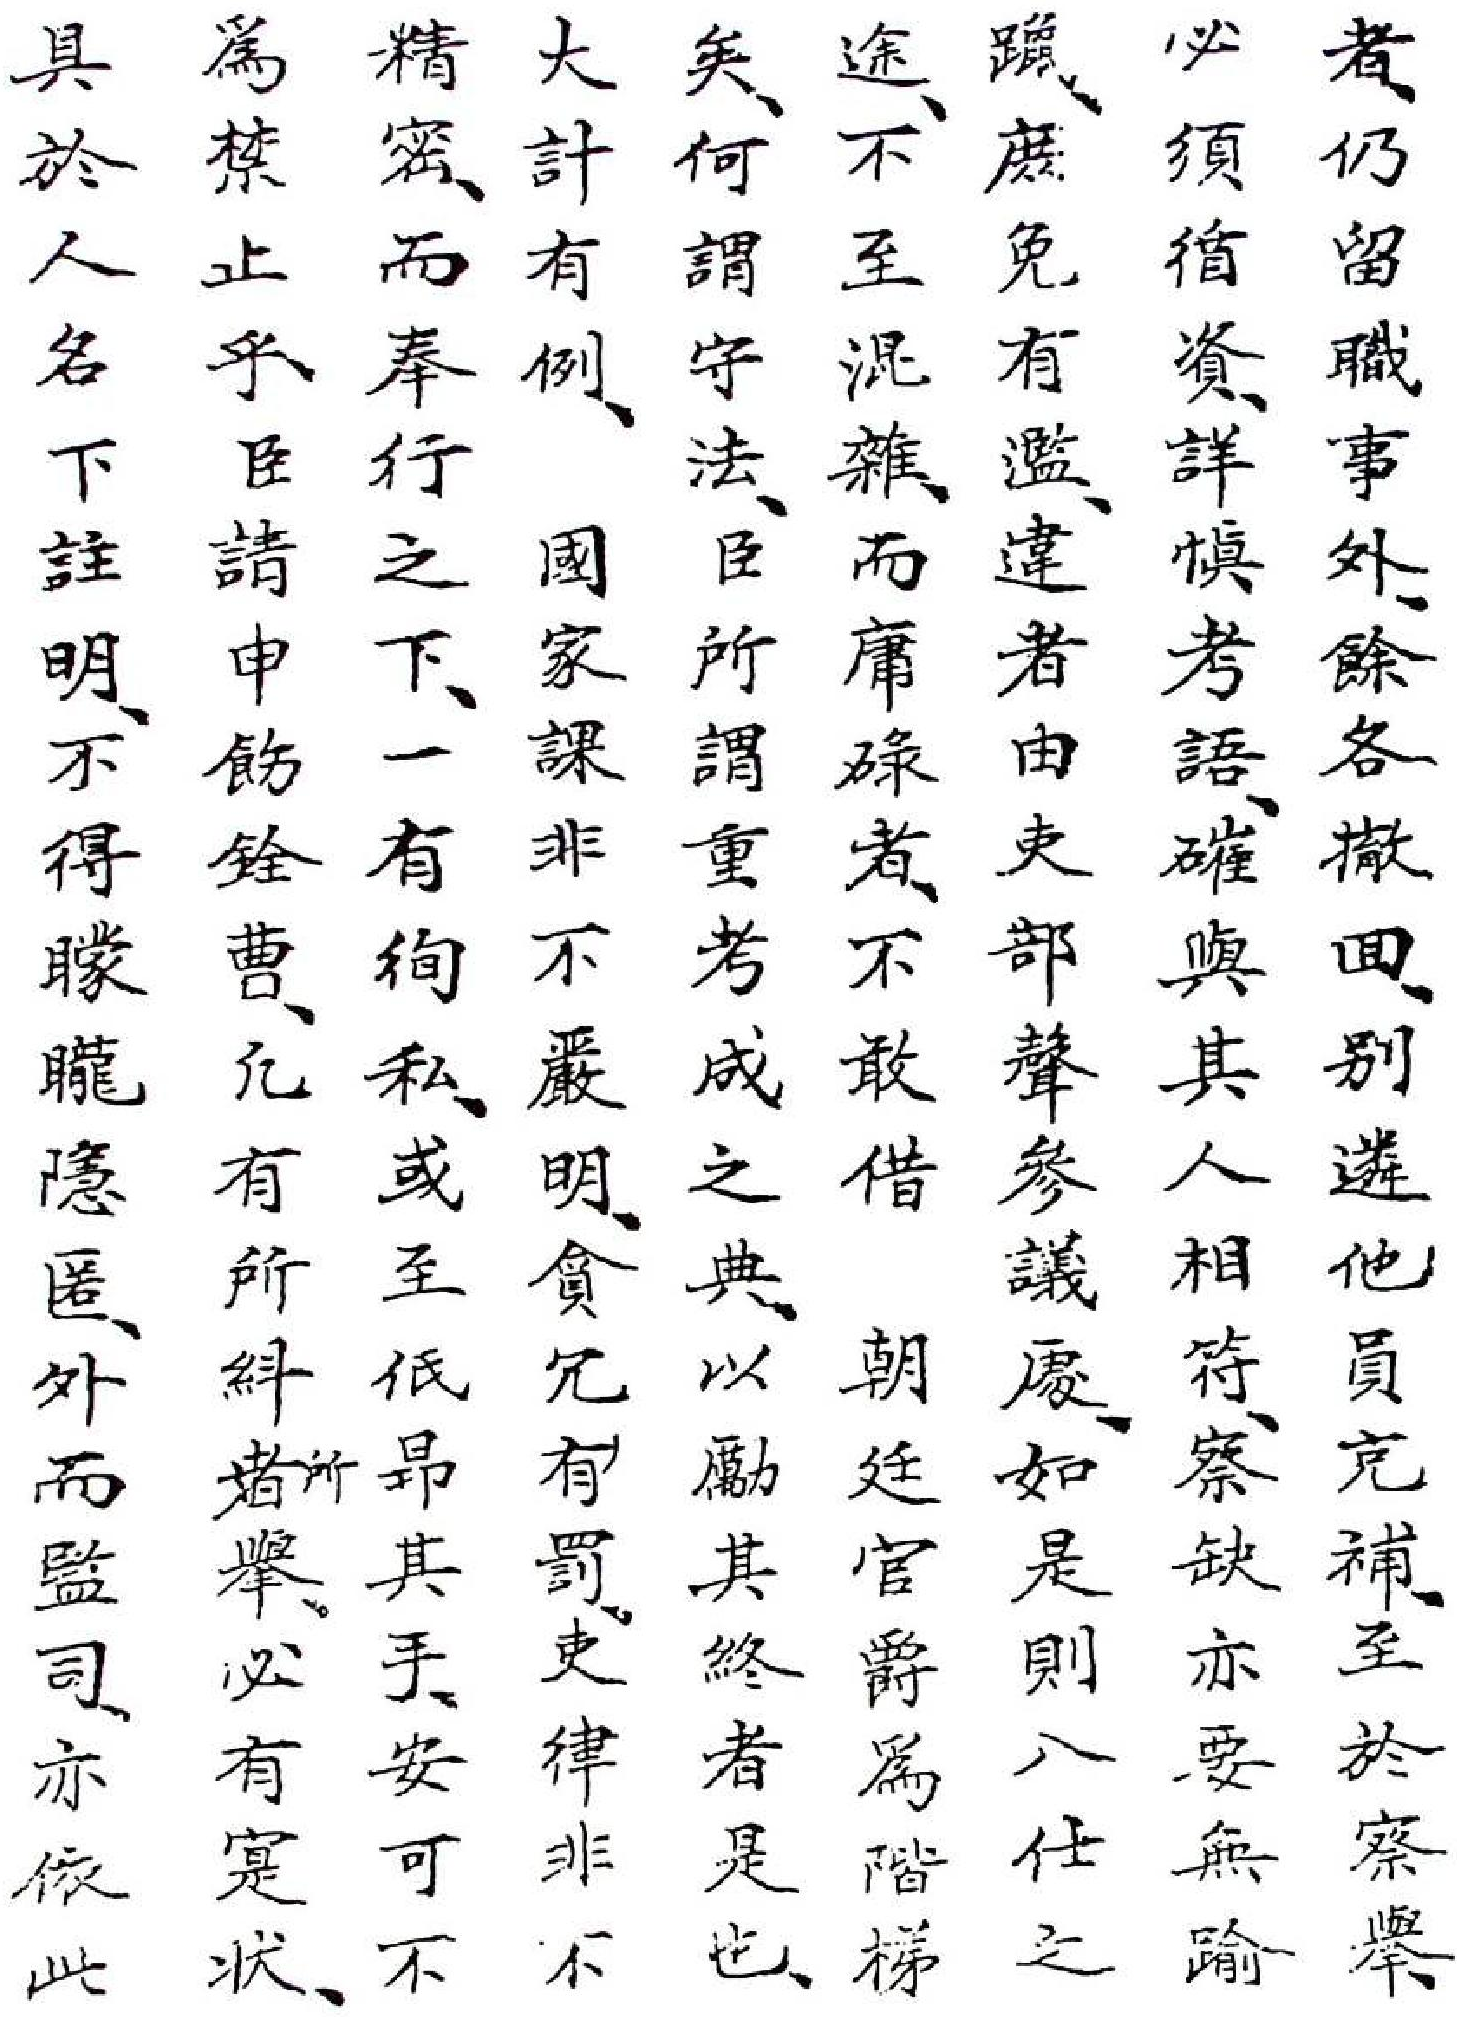 者、仍留職事外、餘各撤回、別遴他員充補、至於察舉、
必須循資、詳慎考語、確與其人相符、察缺亦要無踰
躐、庶免有濫、違者由吏部聲參議處、如是則入仕之
途、不至混雜、而庸碌者、不敢借　朝廷官爵爲階梯
矣、何謂守法、臣所謂重考成之典、以勵其終者是也、
大計有例、　國家課非不嚴明、貪冗有罰、吏律非不
精密、而奉行之下、一有徇私、或至低昂其手、安可不
爲禁止乎、臣請申飭銓曹、凡有所糾者所舉、必有寔狀、
具於人名下註明、不得矇矓隱匿、外而監司、亦依此